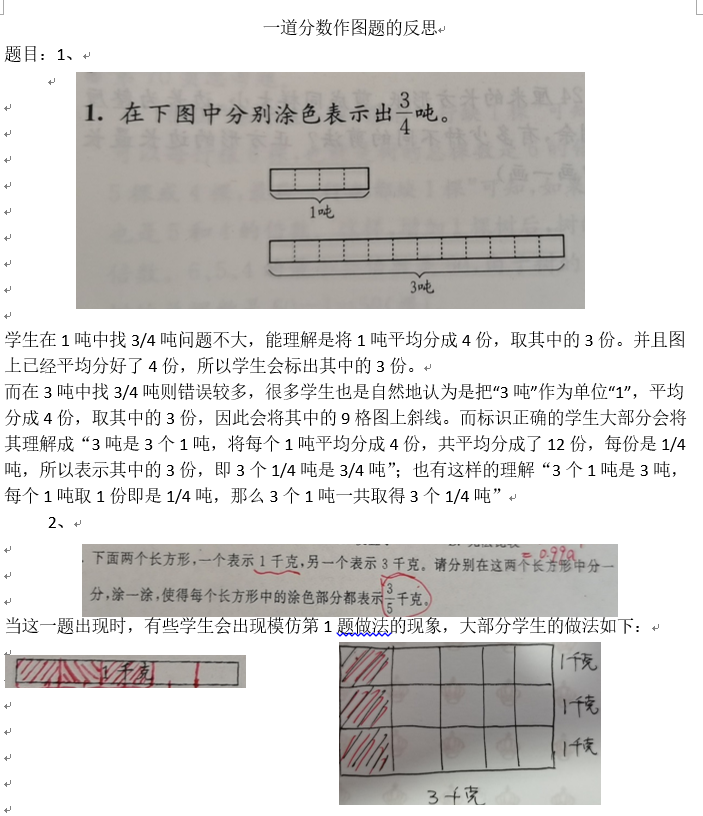 一道分数作图题的反思
题目：1、
1. 在下图中分别涂色表示出3/4吨。
1吨
3吨
学生在 1 吨中找 3/4 吨问题不大，能理解是将 1 吨平均分成 4 份，取其中的 3 份。并且图
上已经平均分好了 4 份，所以学生会标出其中的 3 份。
而在 3 吨中找 3/4 吨则错误较多，很多学生也是自然地认为是把“3 吨”作为单位“1”，平均
分成 4 份，取其中的 3 份，因此会将其中的 9 格图上斜线。而标识正确的学生大部分会将
其理解成“3 吨是 3 个 1 吨，将每个 1 吨平均分成 4 份，共平均分成了 12 份，每份是 1/4
吨，所以表示其中的 3 份，即 3 个 1/4 吨是 3/4 吨”；也有这样的理解“3 个 1 吨是 3 吨，
每个 1 吨取 1 份即是 1/4 吨，那么 3 个 1 吨一共取得 3 个 1/4 吨”
2、
下面两个长方形，一个表示 1 千克，另一个表示 3 千克。请分别在这两个长方形中分一
分，涂一涂，使得每个长方形中的涂色部分都表示3/5千克。
当这一题出现时，有些学生会出现模仿第 1 题做法的现象，大部分学生的做法如下：
1千克
1千克
1千克
1千克
3千克